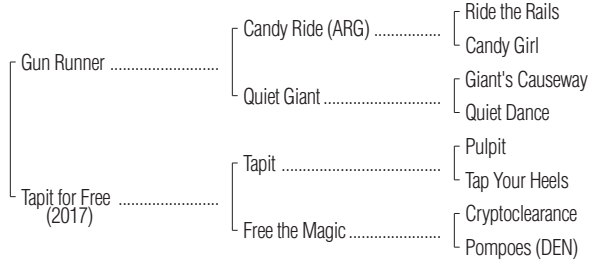 Ride the Rails
Candy Ride (ARG) ................
Candy Girl
Gun Runner ..........................
Giant's Causeway
Quiet Giant ............................
Quiet Dance
Pulpit
Tapit ......................................
Tap Your Heels
Tapit for Free ........................
(2017)
Cryptoclearance
Free the Magic ......................
Pompoes (DEN)